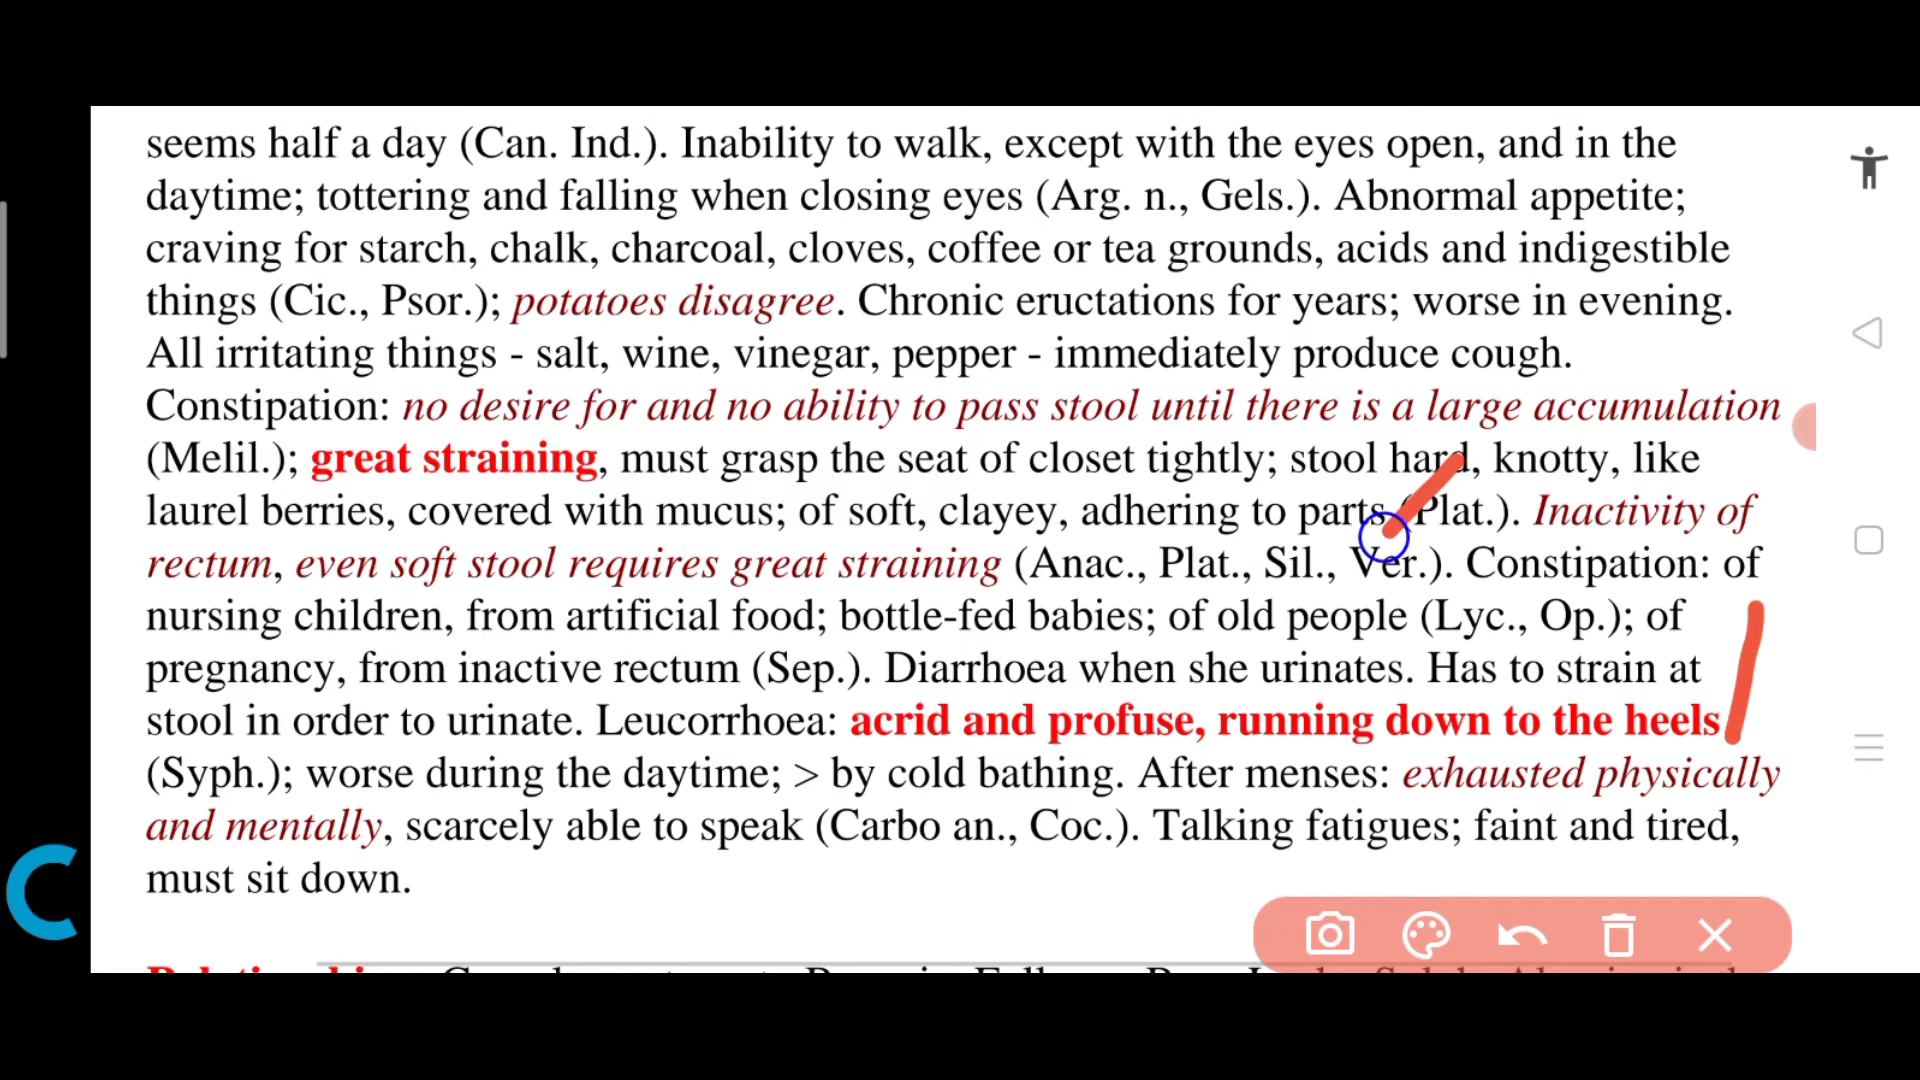 seems half a day (Can. Ind.). Inability to walk, except with the eyes open, and in the
daytime; tottering and falling when closing eyes (Arg. n., Gels.). Abnormal appetite;
craving for starch, chalk, charcoal, cloves, coffee or tea grounds, acids and indigestible
things (Cic., Psor.); potatoes disagree. Chronic eructations for years; worse in evening.
All irritating things - salt, wine, vinegar, pepper - immediately produce cough.
Constipation: no desire for and no ability to pass stool until there is a large accumulation
(Melil.); great straining, must grasp the seat of closet tightly; stool hard, knotty, like
laurel berries, covered with mucus; of soft, clayey, adhering to parts (Plat.). Inactivity of
rectum, even soft stool requires great straining (Anac., Plat., Sil., Ver.). Constipation: of
nursing children, from artificial food; bottle-fed babies; of old people (Lyc., Op.); of
pregnancy, from inactive rectum (Sep.). Diarrhoea when she urinates. Has to strain at
stool in order to urinate. Leucorrhoea: acrid and profuse, running down to the heels
(Syph.); worse during the daytime; > by cold bathing. After menses: exhausted physically
and mentally, scarcely able to speak (Carbo an., Coc.). Talking fatigues; faint and tired,
must sit down.